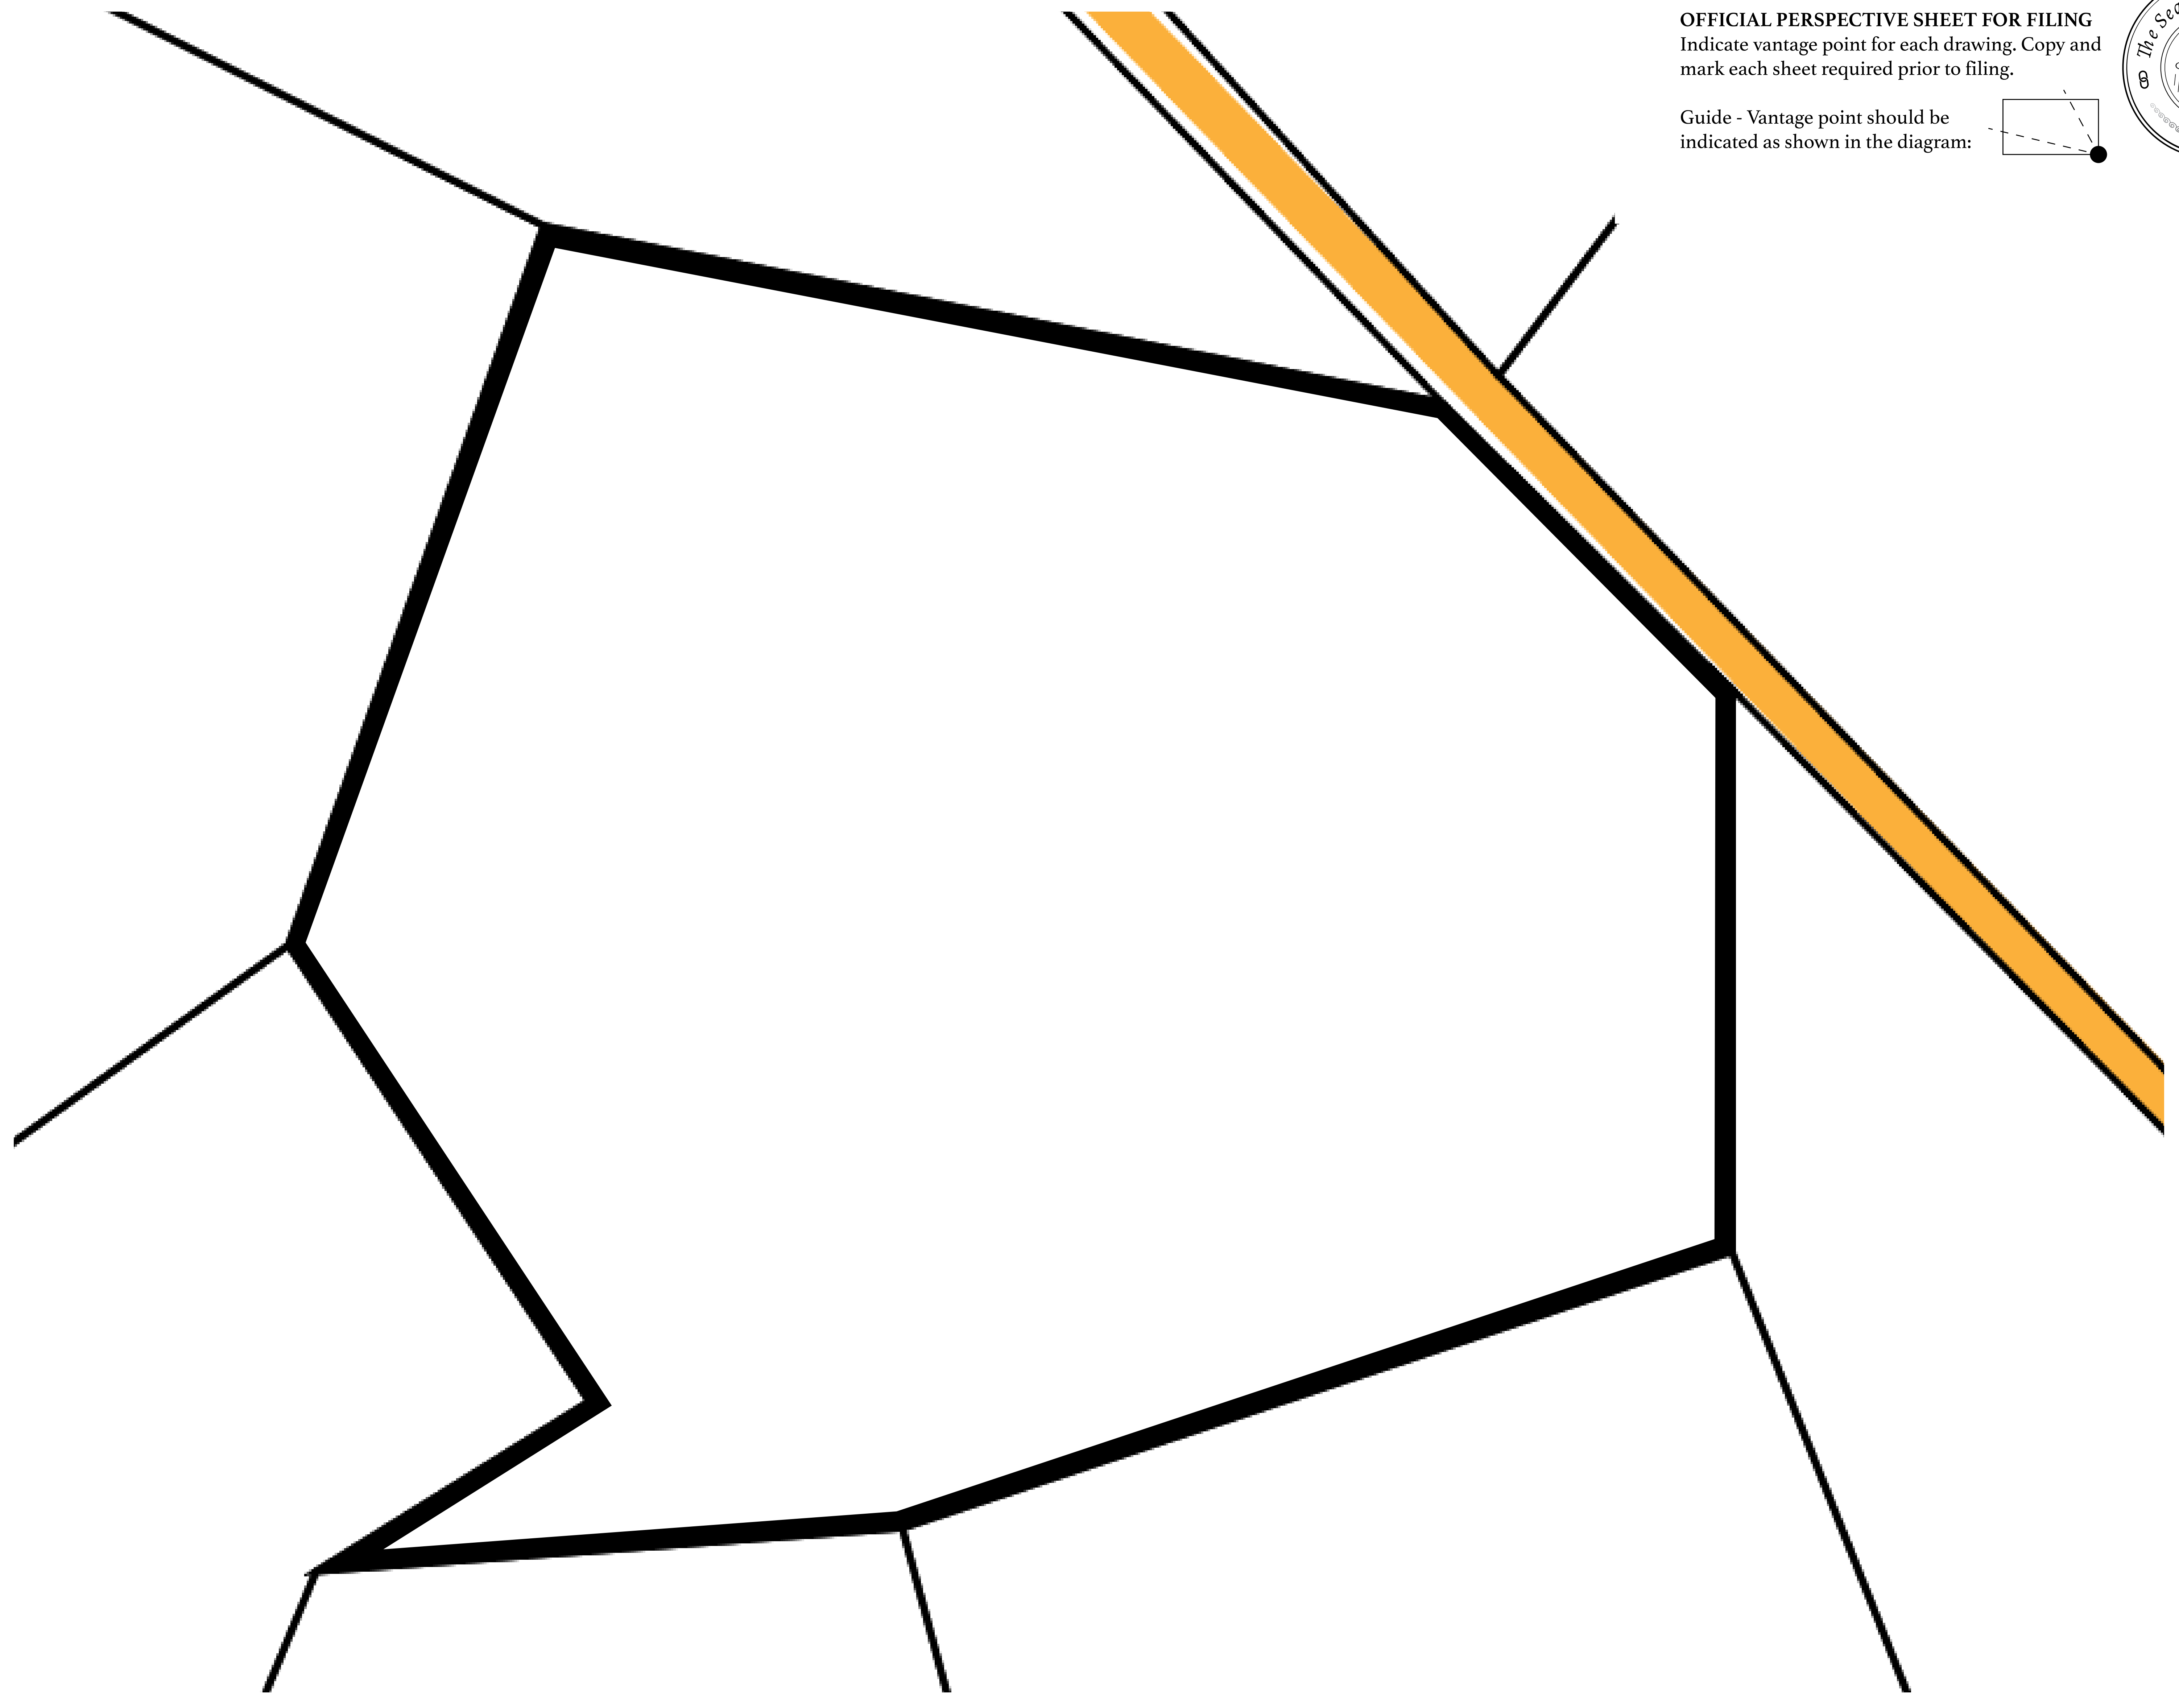 OFFICIAL PERSPECTIVE SHEET FOR FILING
Indicate vantage point for each drawing. Copy and
mark each sheet required prior to filing.
Guide - Vantage point should be
indicated as shown in the diagram:
The